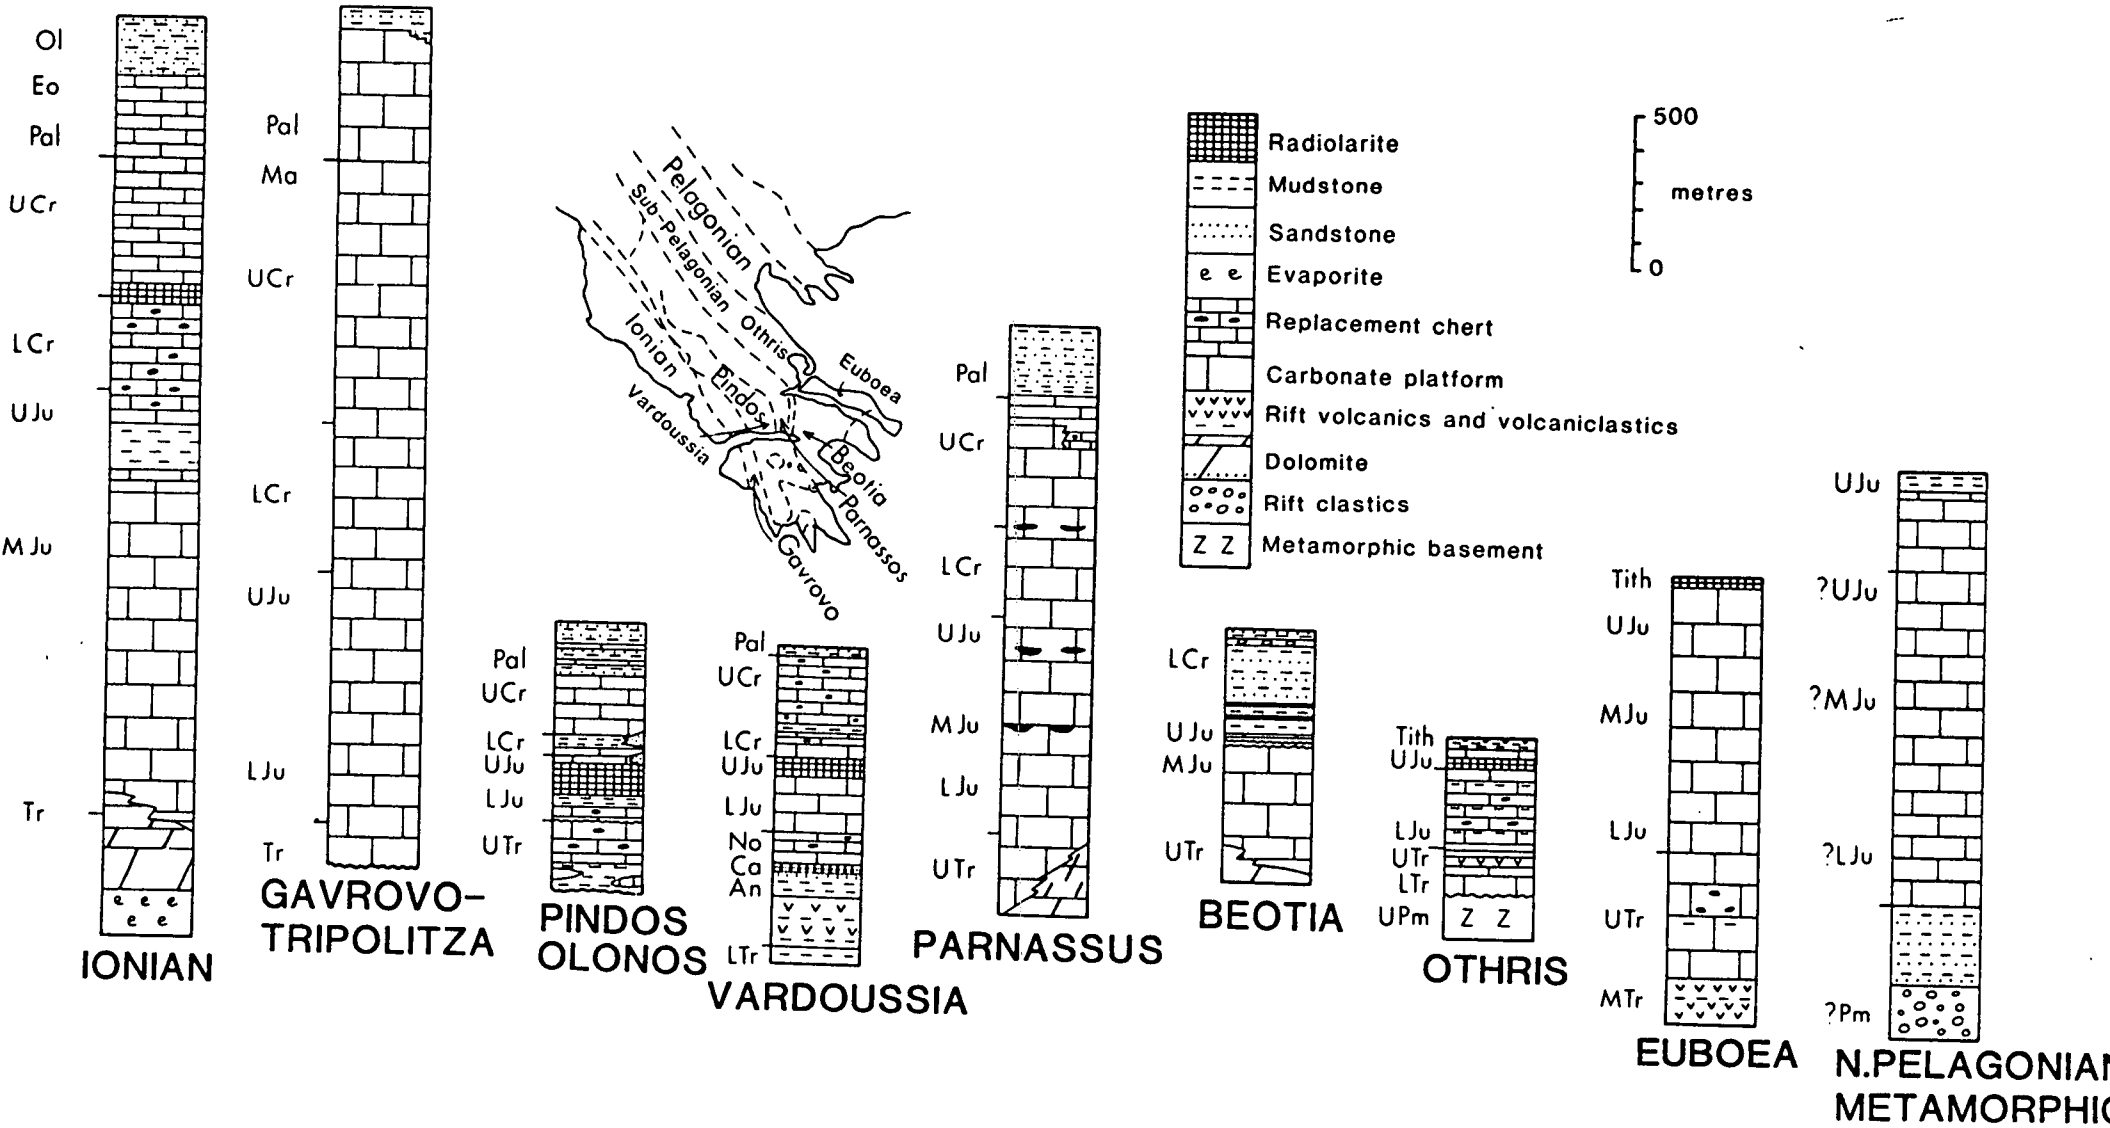 Ol
Eo
Pal
UCr
LCr
UJu
MJu
Tr
e e e
e e
IONIAN
Pal
Ma
UCr
LCr
UJu
LJu
Tr
GAVROVO-
TRIPOLITZA
Pelagonian
Sub-Pelagonian
Othris
Ionian
Pindos
Euboea
Vardoussia
Beotia
Parnassos
Gavrovo
Pal
UCr
LCr
UJu
LJu
UTr
PINDOS
OLONOS
Pal
UCr
LCr
UJu
LJu
No
Ca
An
LTr
VARDOUSSIA
Pal
UCr
LCr
UJu
MJu
LJu
UTr
PARNASSUS
Radiolarite
Mudstone
Sandstone
e e Evaporite
Replacement chert
Carbonate platform
Rift volcanics and volcaniclastics
Dolomite
Rift clastics
Z Z Metamorphic basement
500
metres
0
LCr
UJu
MJu
UTr
BEOTIA
Tith
UJu
LJu
UTr
LTr
UPm
Z Z
OTHRIS
Tith
UJu
MJu
LJu
UTr
MTr
EUBOEA
UJu
?UJu
?MJu
?LJu
?Pm
N.PELAGONIAN
METAMORPHIC